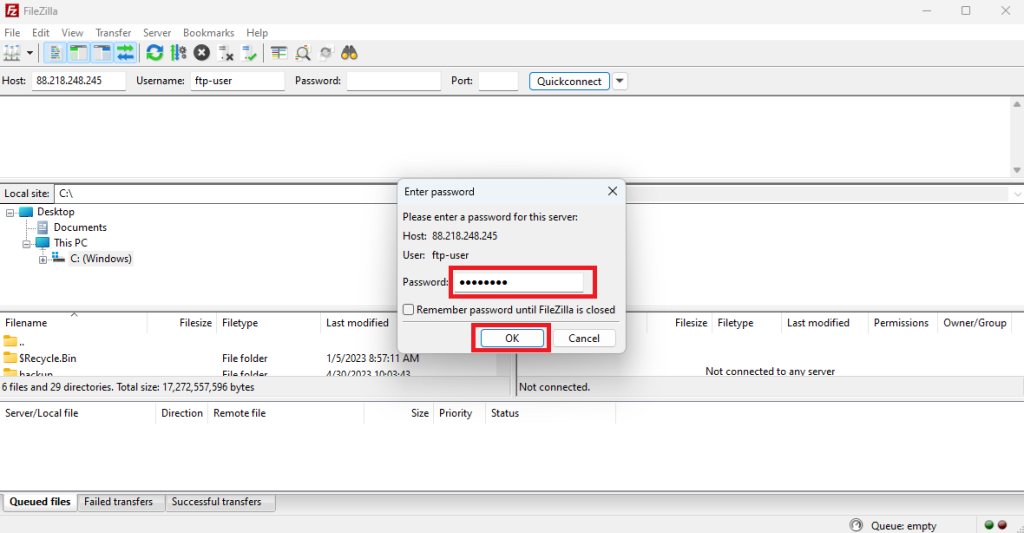 FileZilla
File Edit View Transfer Server Bookmarks Help
Host: 88.218.248.245 Username: ftp-user Password: Port: Quickconnect
Local site: C:\
Desktop
Documents
This PC
C: (Windows)
Enter password
Please enter a password for this server:
Host: 88.218.248.245
User: ftp-user
Password: ●●●●●●●●
Remember password until FileZilla is closed
OK Cancel
Filename Filesize Filetype Last modified
..
$Recycle.Bin File folder 1/5/2023 8:57:11 AM
backup File folder 4/30/2023 10:03:43
6 files and 29 directories. Total size: 17,272,557,596 bytes
Filesize Filetype Last modified Permissions Owner/Group
Not connected to any server
Not connected.
Server/Local file Direction Remote file Size Priority Status
Queued files Failed transfers Successful transfers
Queue: empty